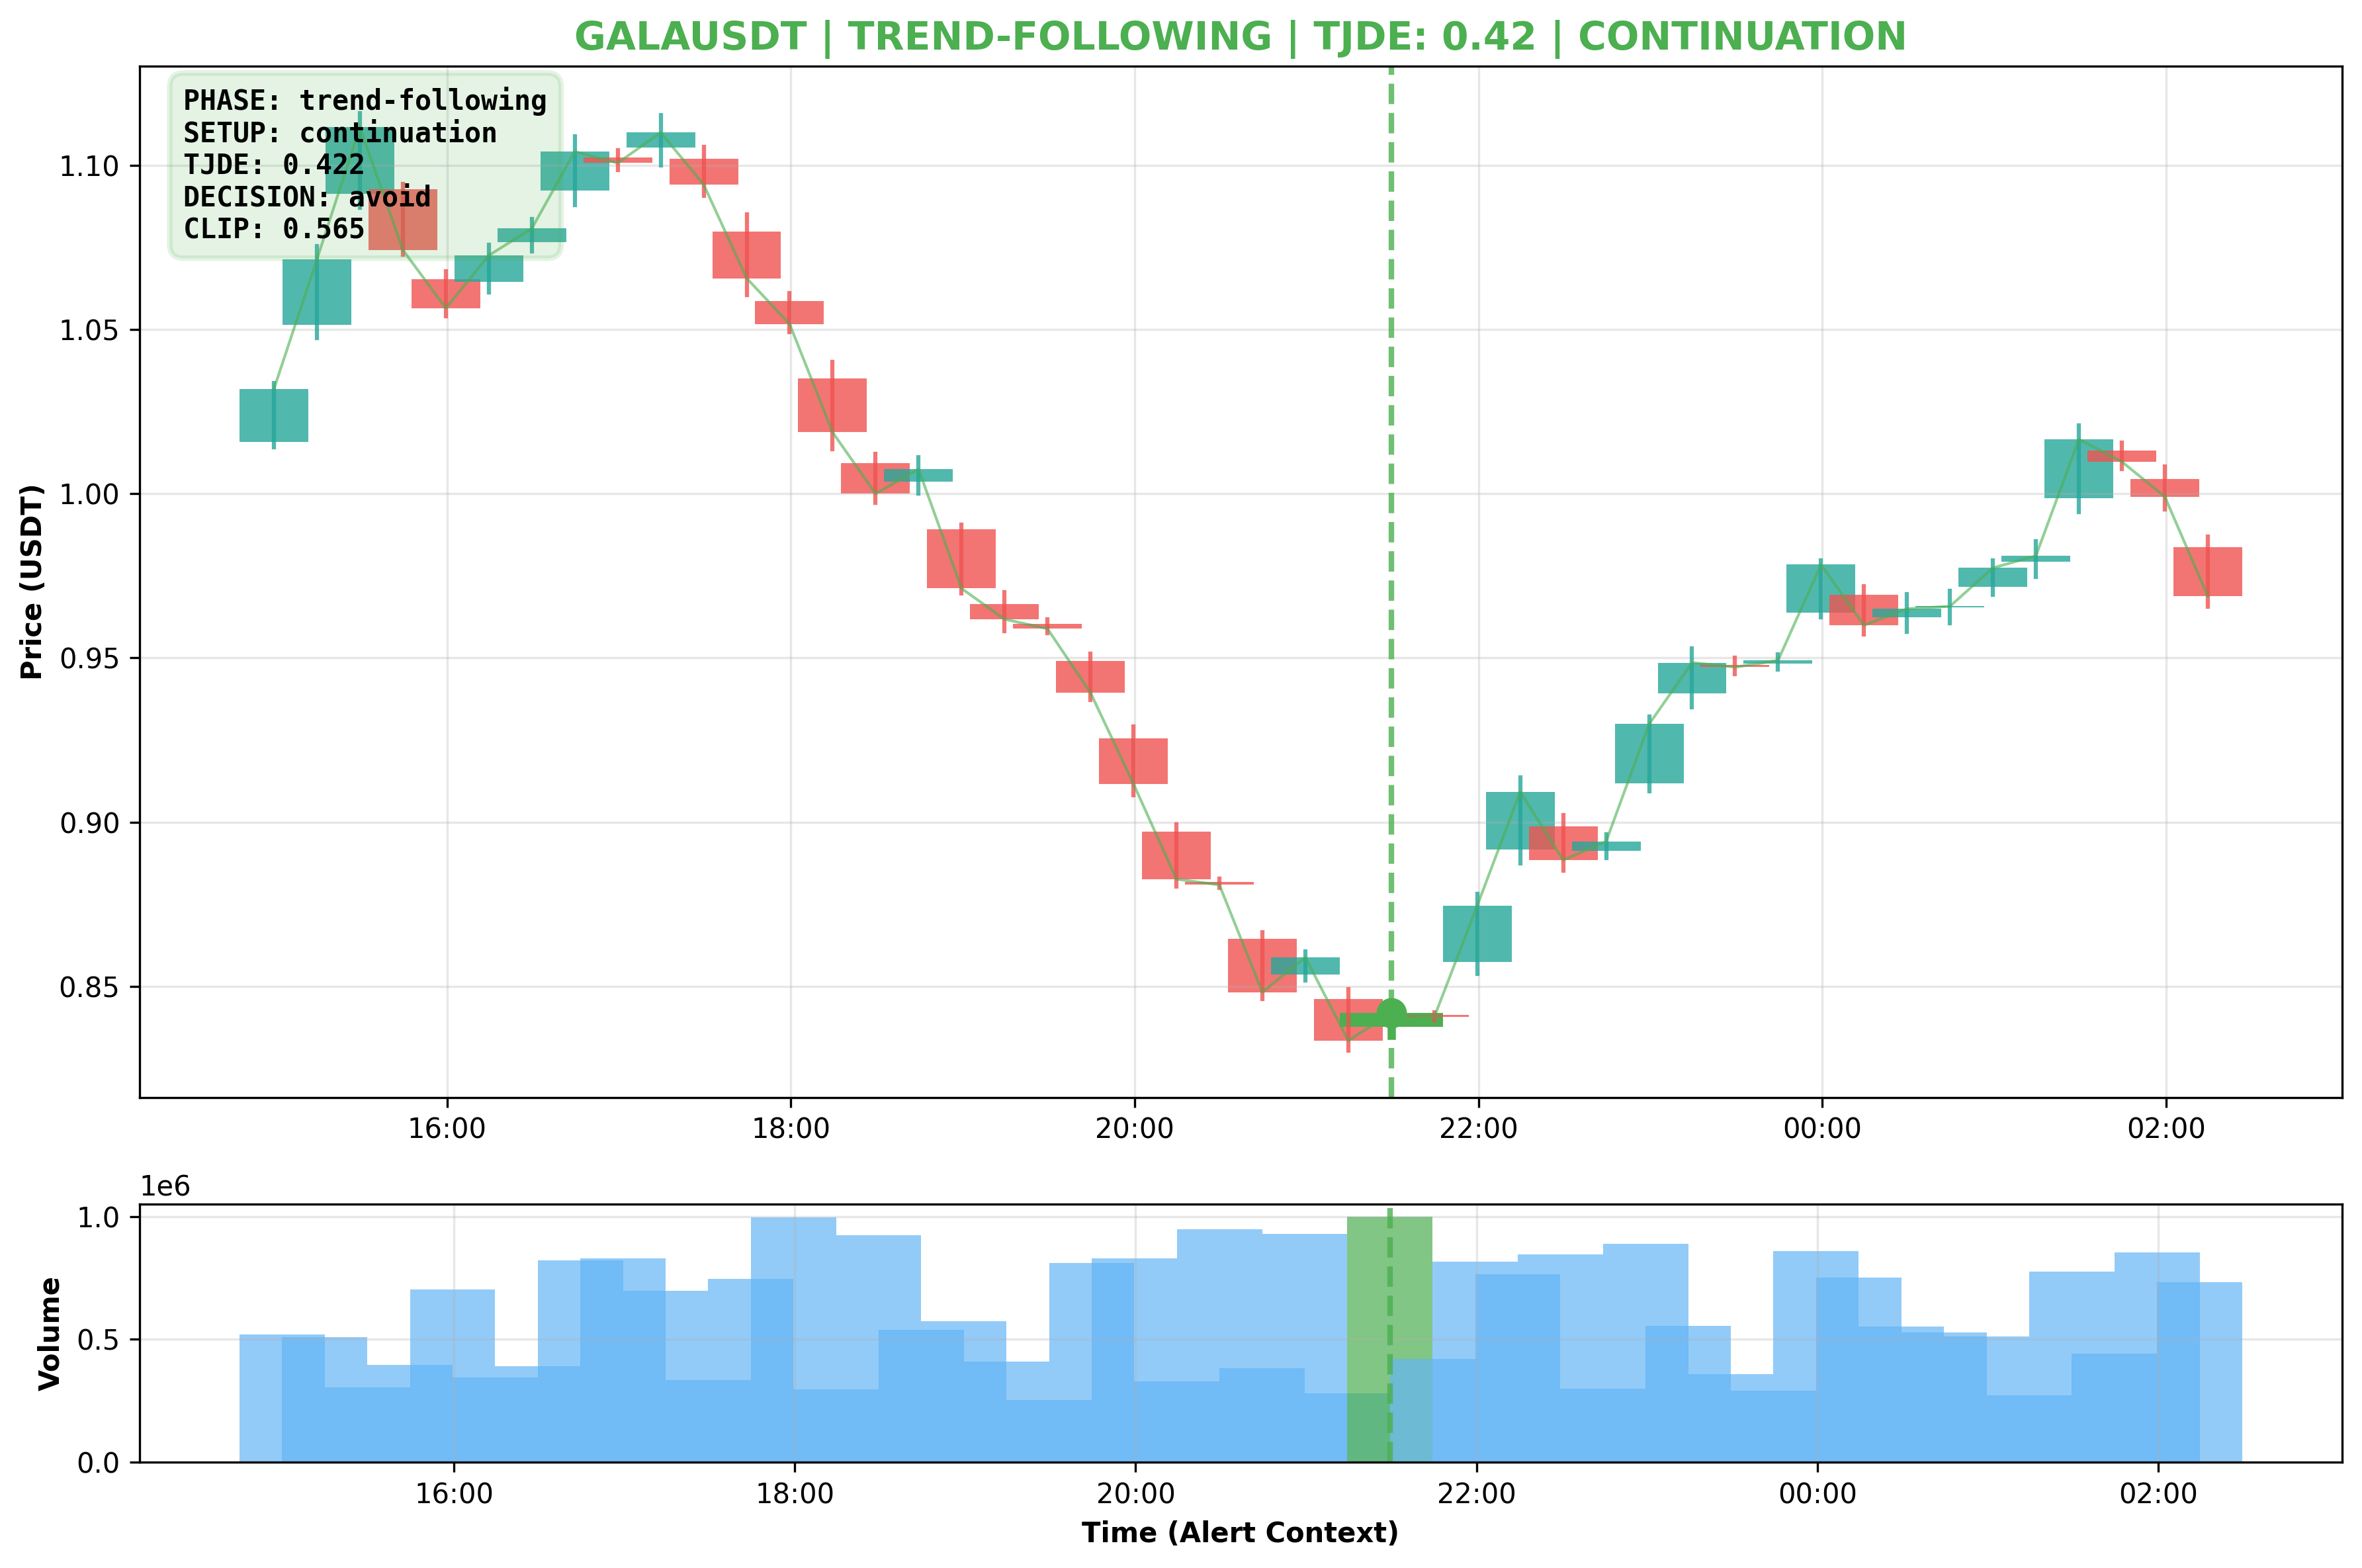 GALAUSDT | TREND-FOLLOWING | TJDE: 0.42 | CONTINUATION
PHASE: trend-following
SETUP: continuation
TJDE: 0.422
DECISION: avoid
CLIP: 0.565
Price (USDT)
1.10
1.05
1.00
0.95
0.90
0.85
16:00 18:00 20:00 22:00 00:00 02:00
1e6
Volume
1.0
0.5
0.0
16:00 18:00 20:00 22:00 00:00 02:00
Time (Alert Context)